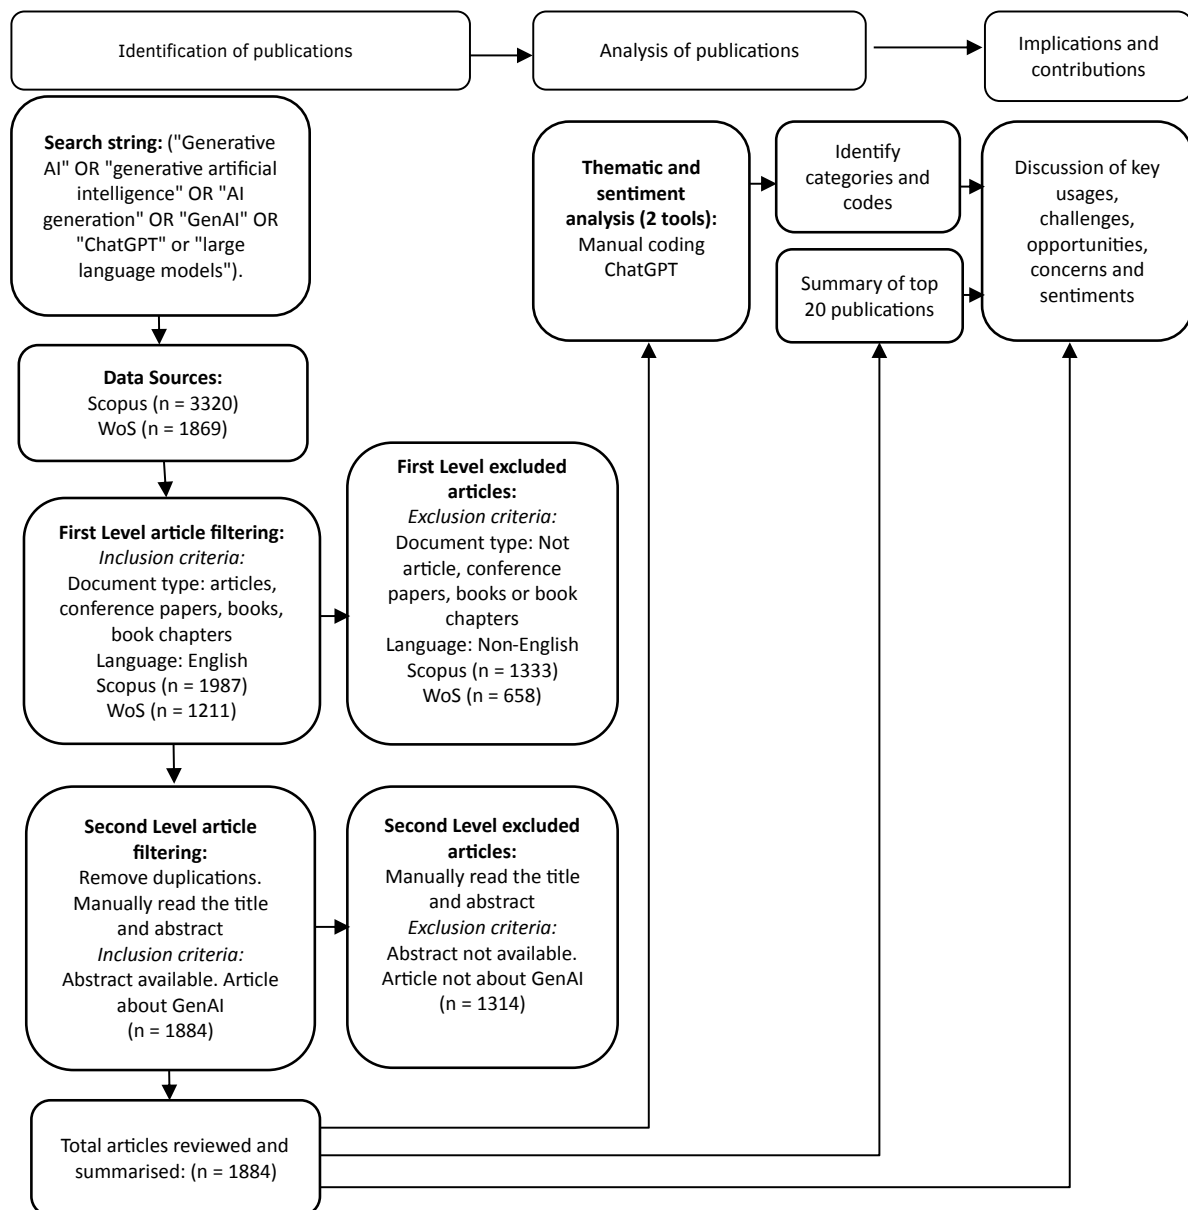 Identification of publications
Analysis of publications
Implications and
contributions
Search string: ("Generative
AI" OR "generative artificial
intelligence" OR "AI
generation" OR "GenAI" OR
"ChatGPT" or "large
language models").
Data Sources:
Scopus (n = 3320)
WoS (n = 1869)
First Level article filtering:
Inclusion criteria:
Document type: articles,
conference papers, books,
book chapters
Language: English
Scopus (n = 1987)
WoS (n = 1211)
First Level excluded
articles:
Exclusion criteria:
Document type: Not
article, conference
papers, books or book
chapters
Language: Non-English
Scopus (n = 1333)
WoS (n = 658)
Second Level article
filtering:
Remove duplications.
Manually read the title
and abstract
Inclusion criteria:
Abstract available. Article
about GenAI
(n = 1884)
Second Level excluded
articles:
Manually read the title
and abstract
Exclusion criteria:
Abstract not available.
Article not about GenAI
(n = 1314)
Total articles reviewed and
summarised: (n = 1884)
Thematic and
sentiment
analysis (2 tools):
Manual coding
ChatGPT
Identify
categories and
codes
Summary of top
20 publications
Discussion of key
usages,
challenges,
opportunities,
concerns and
sentiments